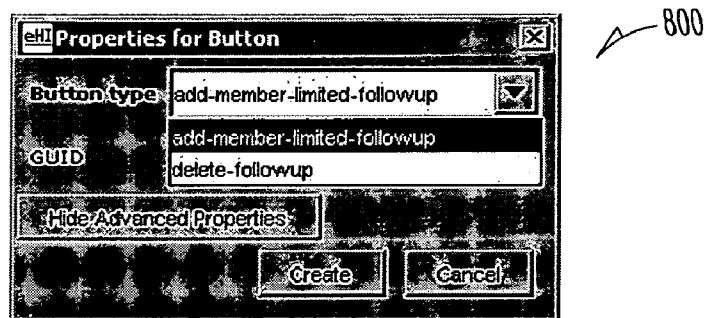 eHI Properties for Button
800
Button type add-member-limited-followup
add-member-limited-followup
GUID
delete-followup
Hide Advanced Properties
Create Cancel